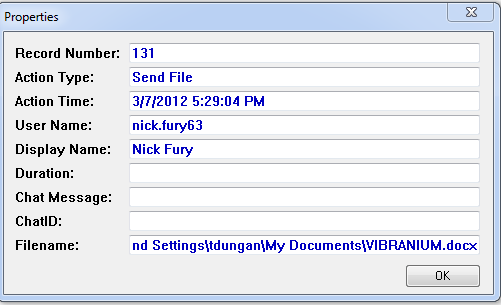 Properties
Record Number: 131
Action Type: Send File
Action Time: 3/7/2012 5:29:04 PM
User Name: nick.fury63
Display Name: Nick Fury
Duration:
Chat Message:
ChatID:
Filename: nd Settings\tdungan\My Documents\VIBRANIUM.docx
OK